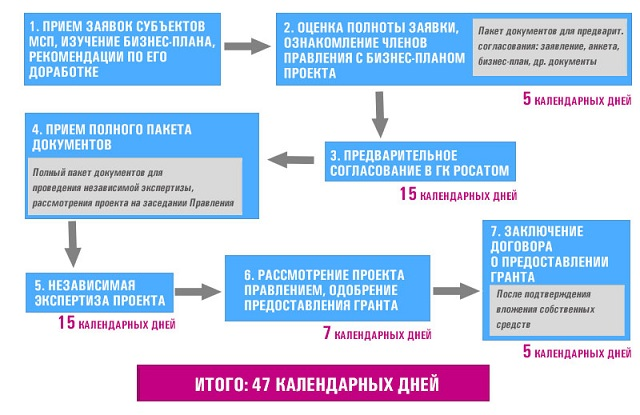 1. ПРИЕМ ЗАЯВОК СУБЪЕКТОВ
МСП, ИЗУЧЕНИЕ БИЗНЕС-ПЛАНА,
РЕКОМЕНДАЦИИ ПО ЕГО
ДОРАБОТКЕ
2. ОЦЕНКА ПОЛНОТЫ ЗАЯВКИ,
ОЗНАКОМЛЕНИЕ ЧЛЕНОВ
ПРАВЛЕНИЯ С БИЗНЕС-ПЛАНОМ
ПРОЕКТА
Пакет документов для предварит.
согласования: заявление, анкета,
бизнес-план, др. документы
5 КАЛЕНДАРНЫХ ДНЕЙ
3. ПРЕДВАРИТЕЛЬНОЕ
СОГЛАСОВАНИЕ В ГК РОСАТОМ
15 КАЛЕНДАРНЫХ ДНЕЙ
4. ПРИЕМ ПОЛНОГО ПАКЕТА
ДОКУМЕНТОВ
Полный пакет документов для
проведения независимой экспертизы,
рассмотрения проекта на заседании Правления
5. НЕЗАВИСИМАЯ
ЭКСПЕРТИЗА ПРОЕКТА
15 КАЛЕНДАРНЫХ ДНЕЙ
6. РАССМОТРЕНИЕ ПРОЕКТА
ПРАВЛЕНИЕМ, ОДОБРЕНИЕ
ПРЕДОСТАВЛЕНИЯ ГРАНТА
7 КАЛЕНДАРНЫХ ДНЕЙ
7. ЗАКЛЮЧЕНИЕ
ДОГОВОРА
О ПРЕДОСТАВЛЕНИИ
ГРАНТА
После подтверждения
вложения собственных
средств
5 КАЛЕНДАРНЫХ ДНЕЙ
ИТОГО: 47 КАЛЕНДАРНЫХ ДНЕЙ